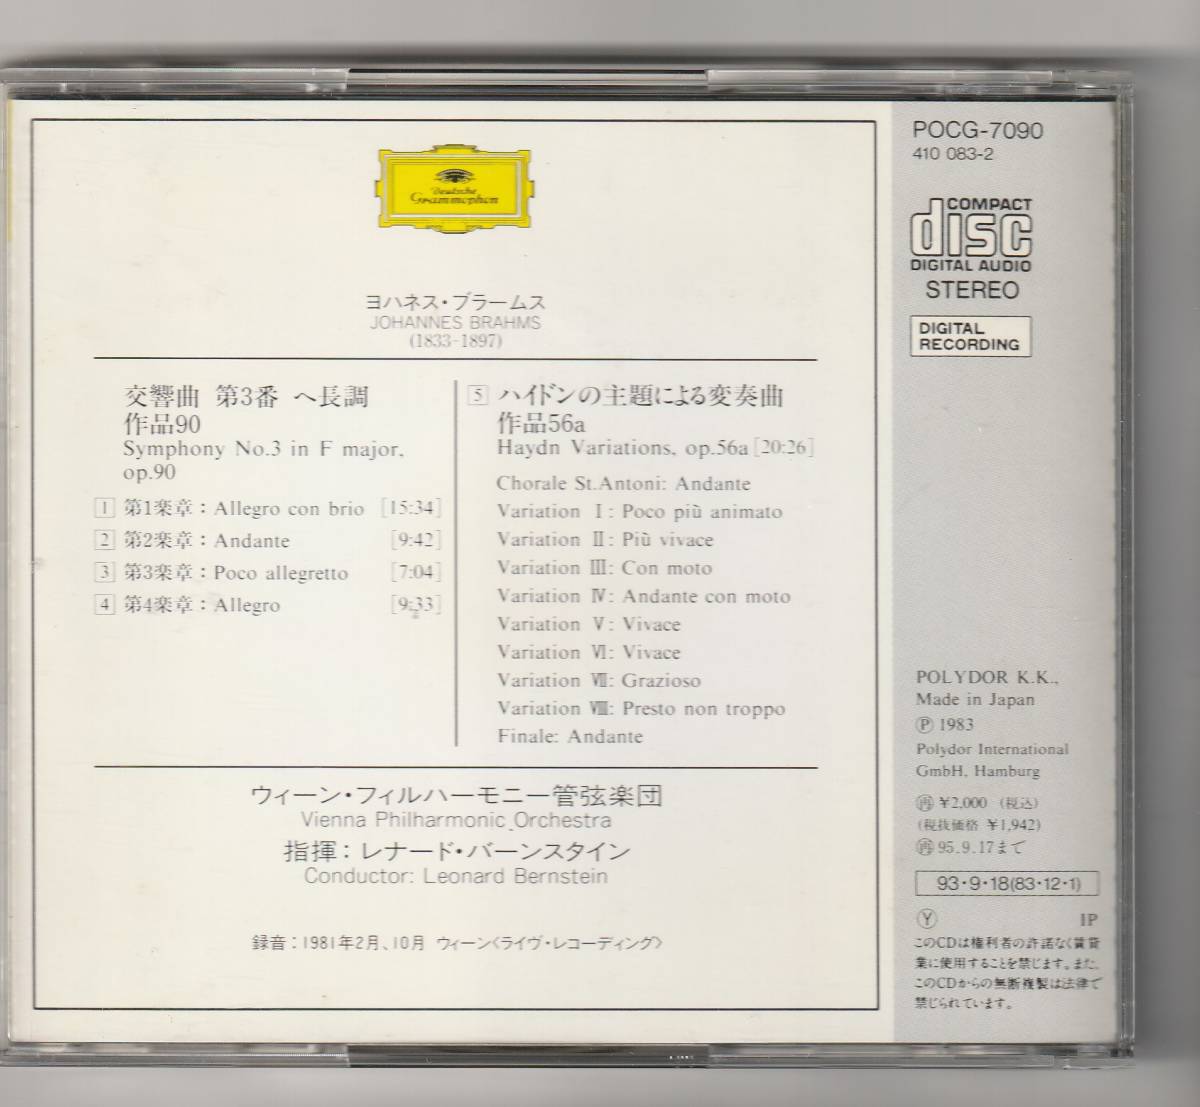 Deutsche
Grammophon
ヨハネス・ブラームス
JOHANNES BRAHMS
(1833-1897)
交響曲 第3番 ヘ長調
作品90
Symphony No.3 in F major,
op.90
1 第1楽章：Allegro con brio [15:34]
2 第2楽章：Andante [9:42]
3 第3楽章：Poco allegretto [7:04]
4 第4楽章：Allegro [9:33]
5 ハイドンの主題による変奏曲
作品56a
Haydn Variations, op.56a [20:26]
Chorale St.Antoni: Andante
Variation Ⅰ: Poco più animato
Variation Ⅱ: Più vivace
Variation Ⅲ: Con moto
Variation Ⅳ: Andante con moto
Variation Ⅴ: Vivace
Variation Ⅵ: Vivace
Variation Ⅶ: Grazioso
Variation Ⅷ: Presto non troppo
Finale: Andante
ウィーン・フィルハーモニー管弦楽団
Vienna Philharmonic Orchestra
指揮：レナード・バーンスタイン
Conductor: Leonard Bernstein
録音：1981年2月、10月 ウィーン〈ライヴ・レコーディング〉
POCG-7090
410 083-2
COMPACT
disc
DIGITAL AUDIO
STEREO
DIGITAL
RECORDING
POLYDOR K.K.,
Made in Japan
Ⓟ 1983
Polydor International
GmbH, Hamburg
㊢ ¥2,000 (税込)
(税抜価格 ¥1,942)
95.9.17まで
93・9・18(83・12・1)
Ⓨ 1P
このCDは権利者の許諾なく賃貸
業に使用することを禁じます。また、
このCDからの無断複製は法律で
禁じられています。